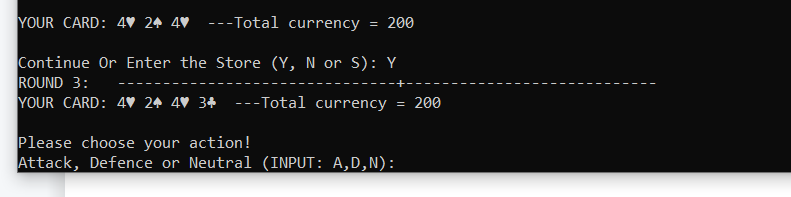 YOUR CARD: 4♥ 2♠ 4♥  ---Total currency = 200
Continue Or Enter the Store (Y, N or S): Y
ROUND 3:   -------------------------------+----------------------------
YOUR CARD: 4♥ 2♠ 4♥ 3♣  ---Total currency = 200
Please choose your action!
Attack, Defence or Neutral (INPUT: A,D,N):